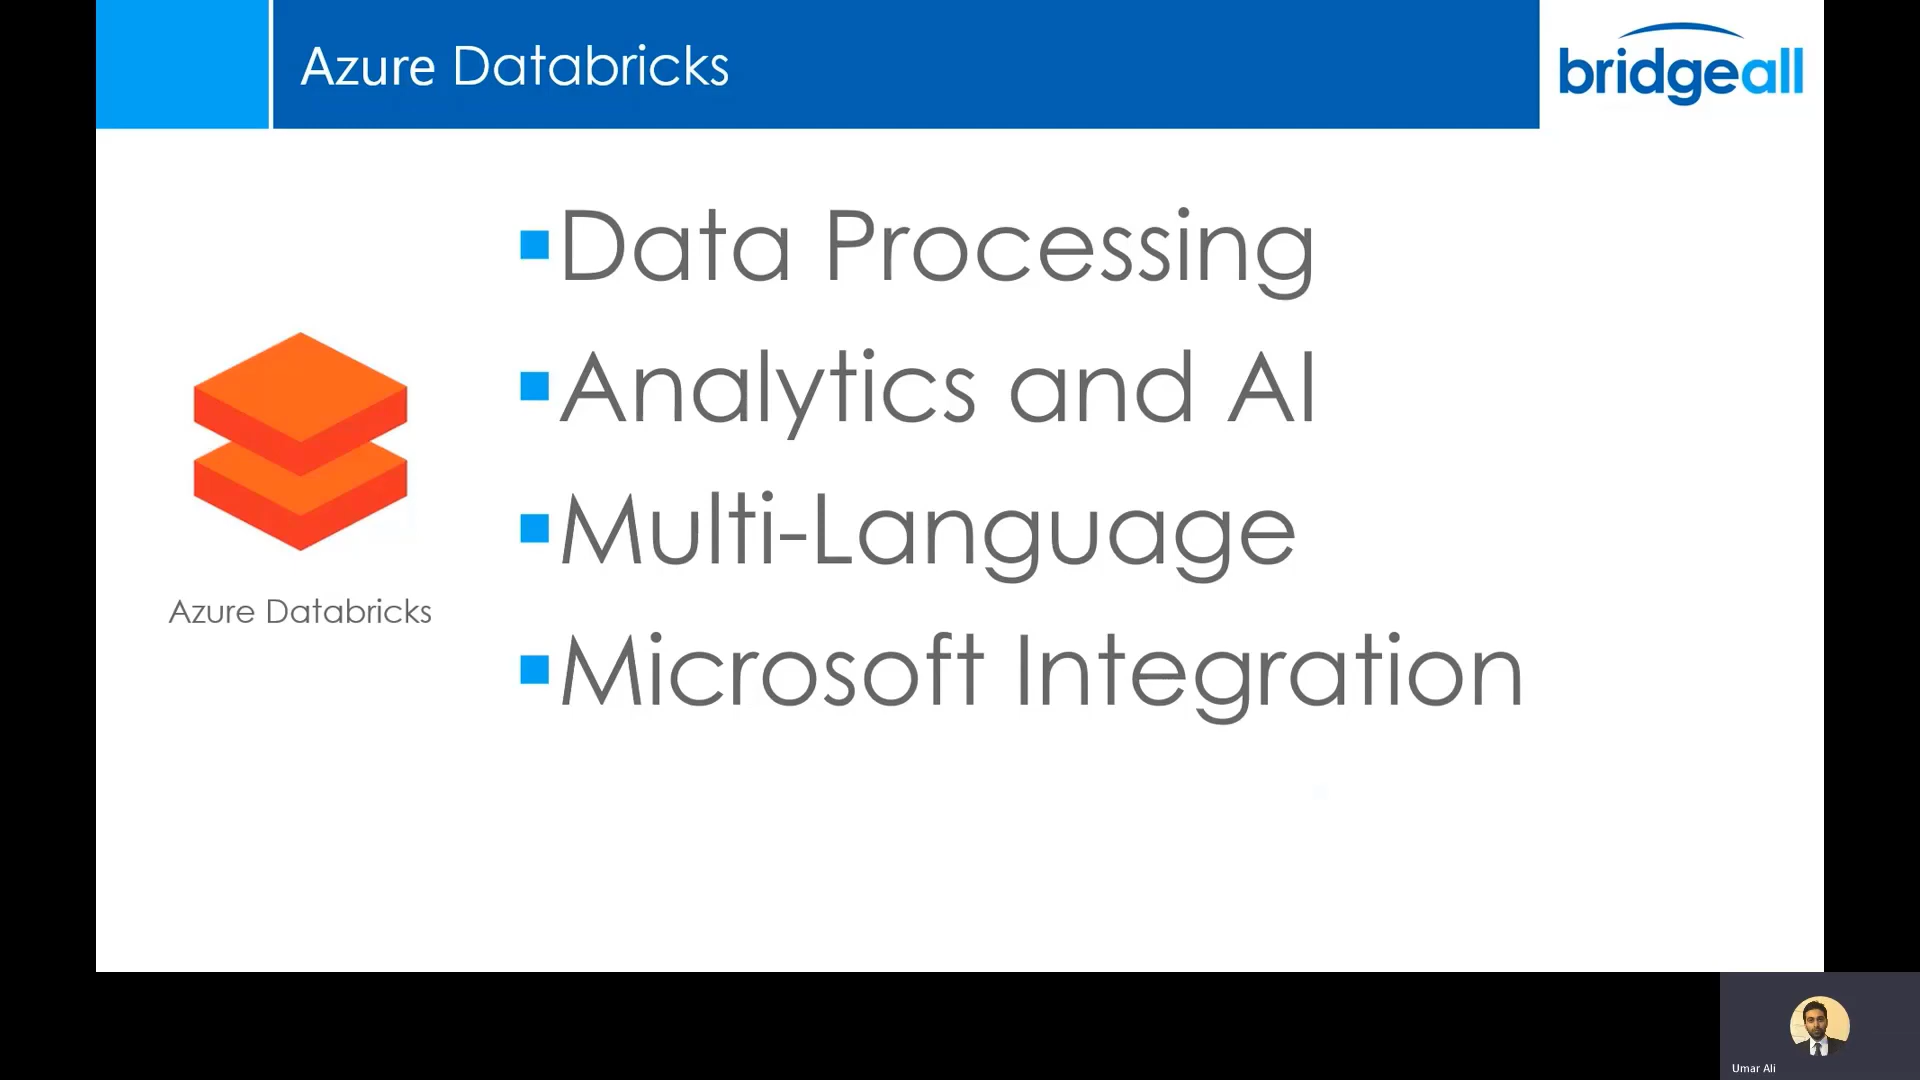 Azure Databricks
bridgeall
Data Processing
Analytics and AI
Multi-Language
Microsoft Integration
Azure Databricks
Umar Ali